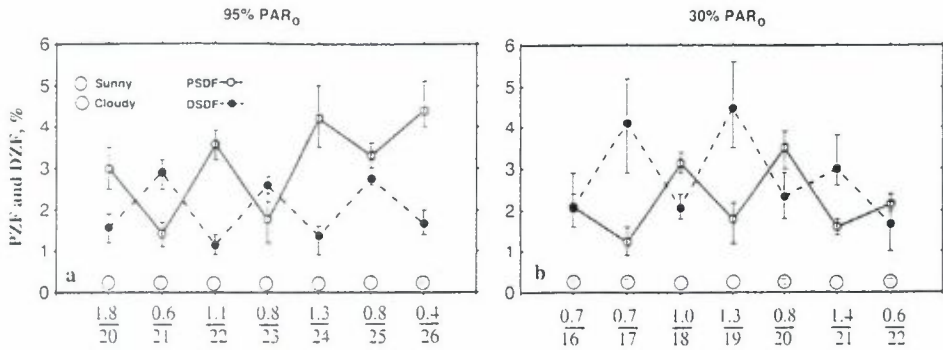 95% PAR₀
30% PAR₀
PZF and DZF, %
6
5
4
3
2
1
0
Sunny
Cloudy
PSDF
DSDF
a
1.8 0.6 1.1 0.8 1.3 0.8 0.4
20 21 22 23 24 25 26
6
5
4
3
2
1
0
b
0.7 0.7 1.0 1.3 0.8 1.4 0.6
16 17 18 19 20 21 22